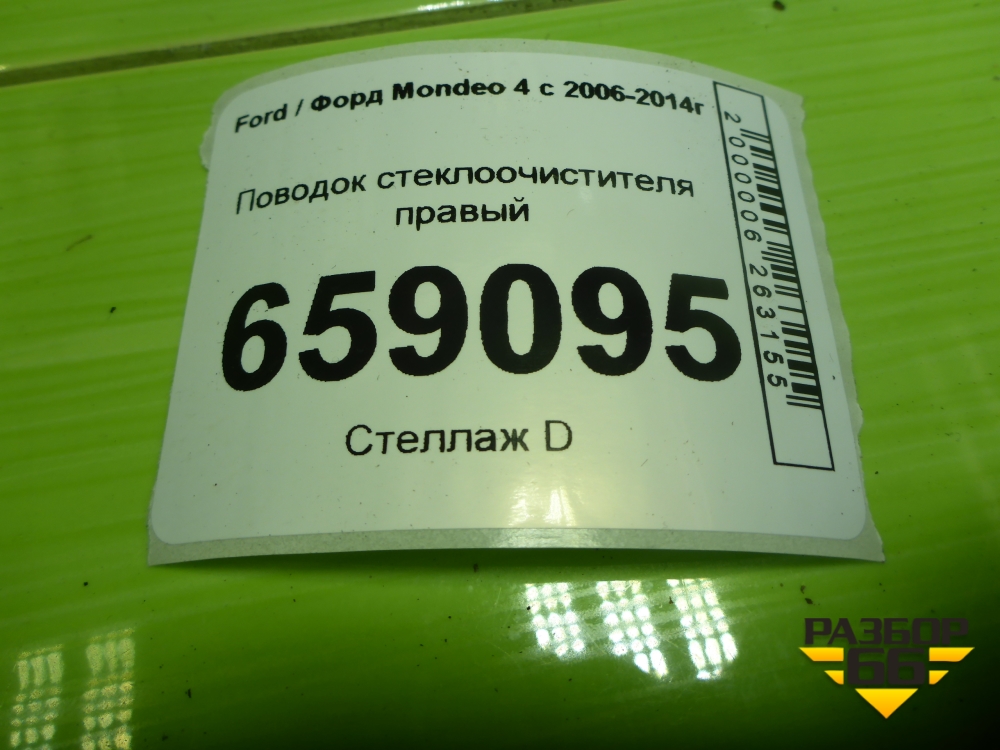 Ford / Форд Mondeo 4 с 2006-2014г
Поводок стеклоочистителя
правый
659095
Стеллаж D
2000006263155
РАЗБОР
66